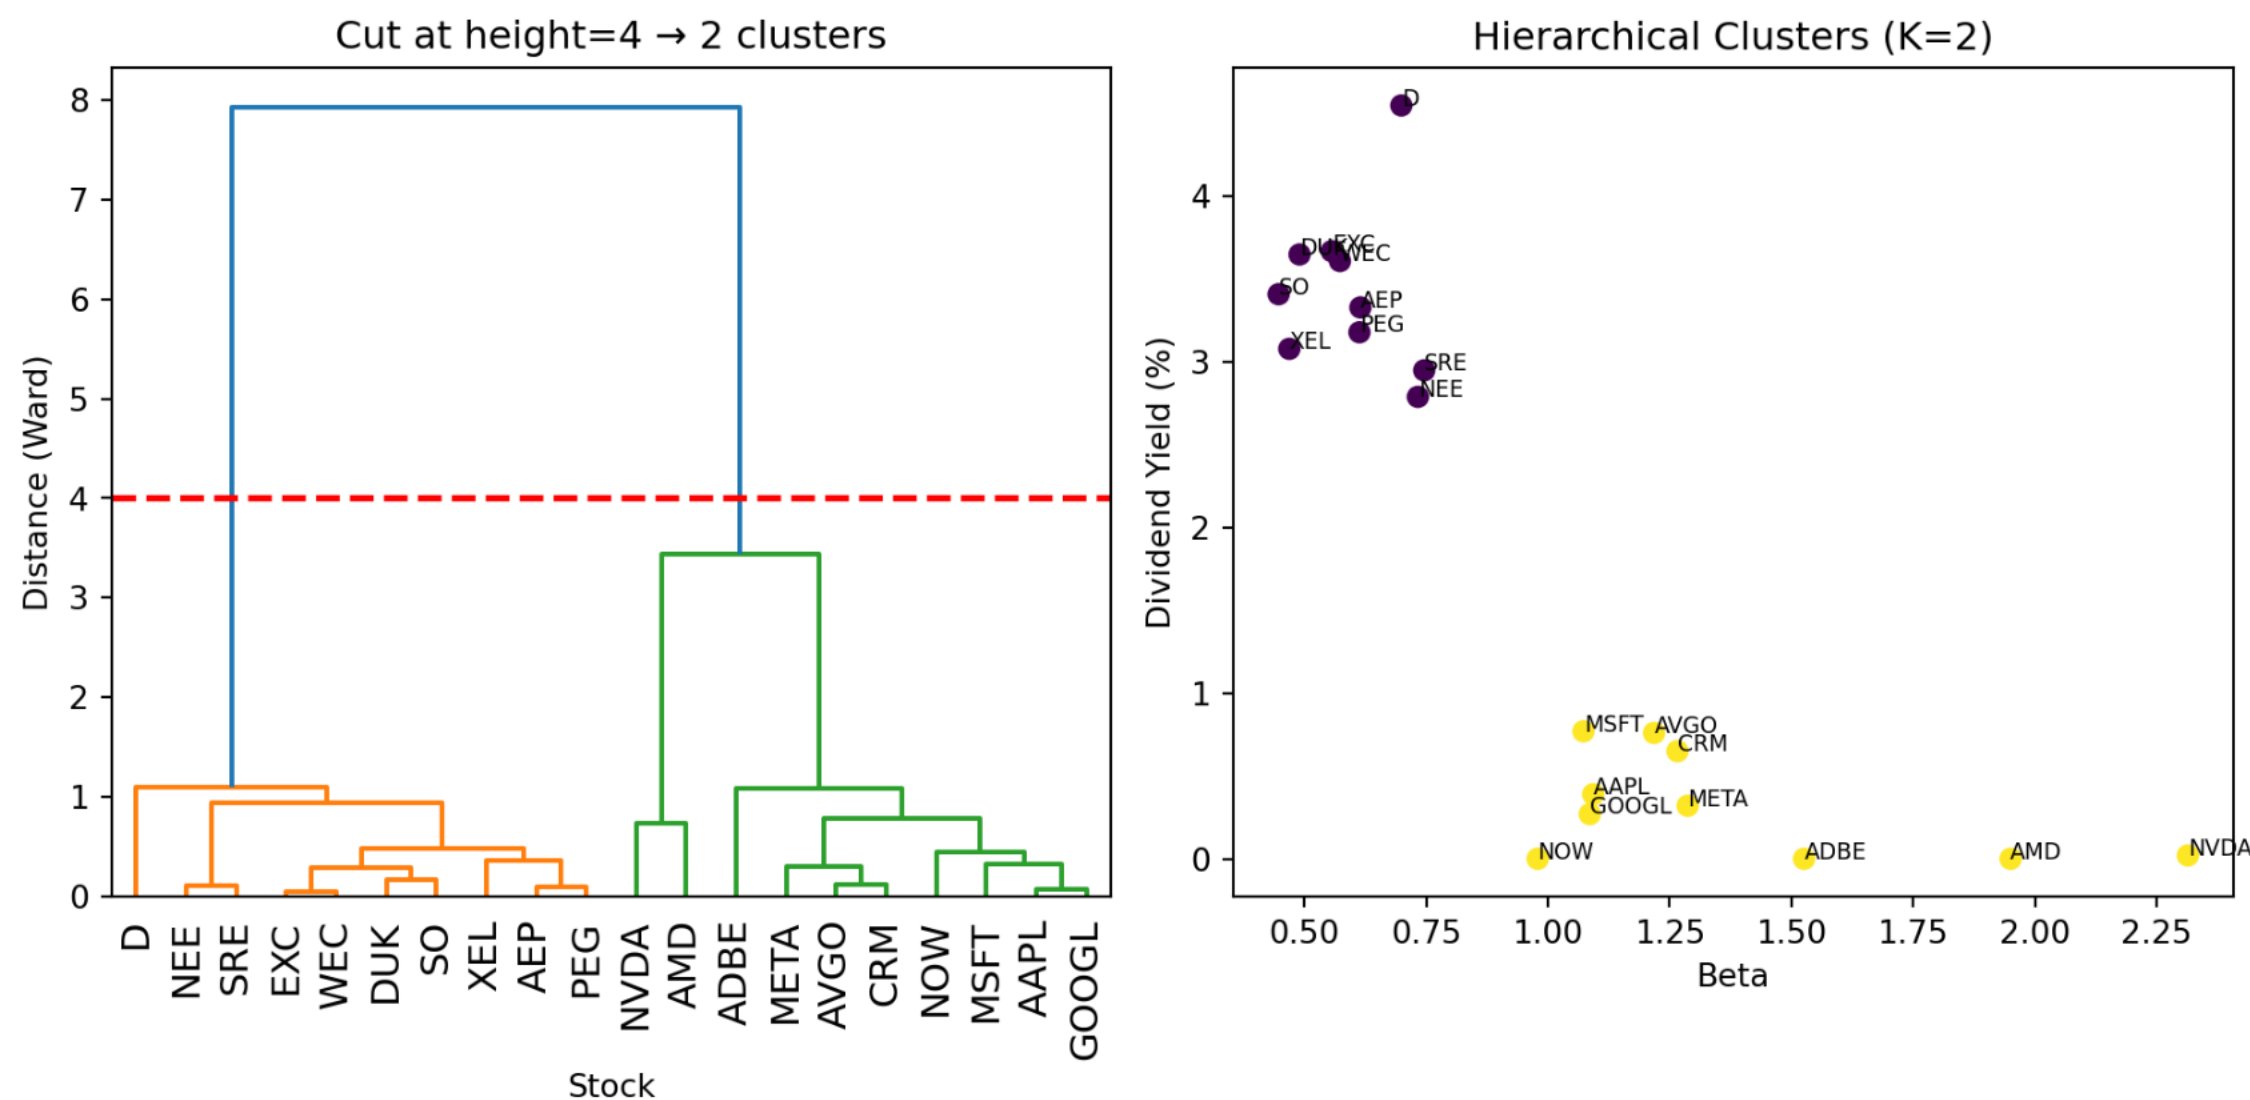 Cut at height=4 → 2 clusters
8
7
6
5
4
3
2
1
0
Distance (Ward)
D
NEE
SRE
EXC
WEC
DUK
SO
XEL
AEP
PEG
NVDA
AMD
ADBE
META
AVGO
CRM
NOW
MSFT
AAPL
GOOGL
Stock
Hierarchical Clusters (K=2)
4
3
2
1
0
Dividend Yield (%)
D
DUK
EXC
WEC
SO
AEP
PEG
XEL
SRE
NEE
MSFT
AVGO
CRM
AAPL
META
GOOGL
NOW
ADBE
AMD
NVDA
0.50 0.75 1.00 1.25 1.50 1.75 2.00 2.25
Beta